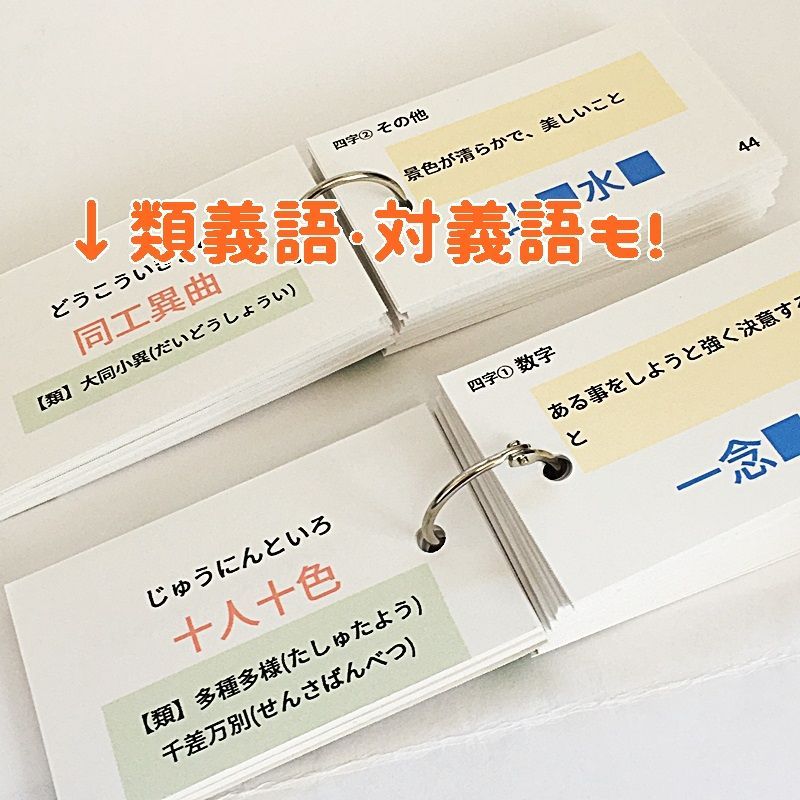 四字② その他
景色が清らかで、美しいこと
44
水■
↓類義語・対義語も!
同工異曲
【類】大同小異(だいどうしょうい)
四字① 数字
ある事をしようと強く決意する
と
一念■
じゅうにんといろ
十人十色
【類】多種多様(たしゅたよう)
千差万別(せんさばんべつ)